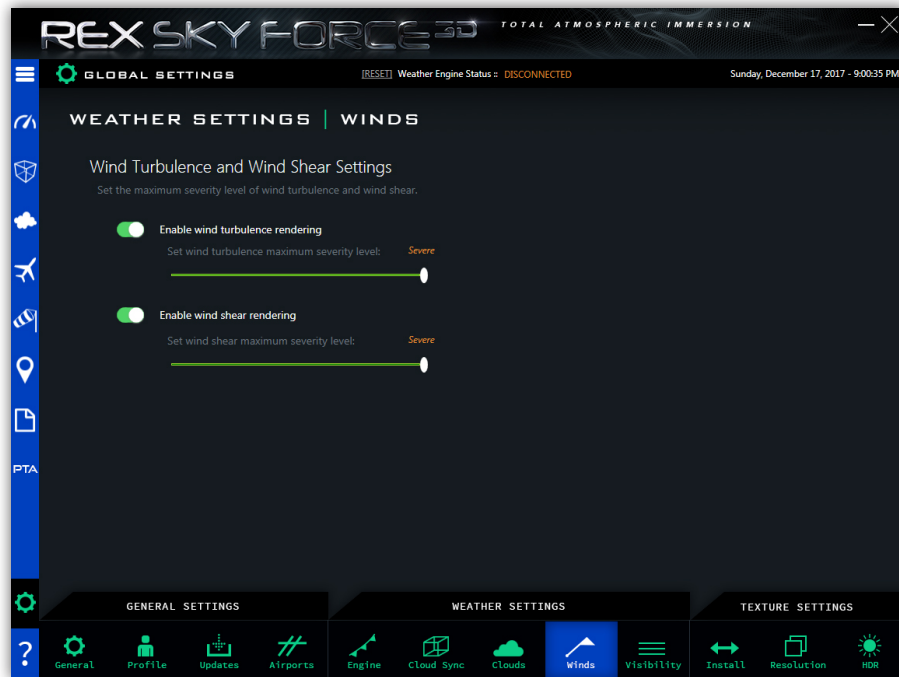 REX SKY FORCE 3D TOTAL ATMOSPHERIC IMMERSION
GLOBAL SETTINGS [RESET] Weather Engine Status :: DISCONNECTED Sunday, December 17, 2017 - 9:00:35 PM
WEATHER SETTINGS | WINDS
Wind Turbulence and Wind Shear Settings
Set the maximum severity level of wind turbulence and wind shear.
Enable wind turbulence rendering
Set wind turbulence maximum severity level: Severe
Enable wind shear rendering
Set wind shear maximum severity level: Severe
PTA
GENERAL SETTINGS WEATHER SETTINGS TEXTURE SETTINGS
? General Profile Updates Airports Engine Cloud Sync Clouds Winds Visibility Install Resolution HDR